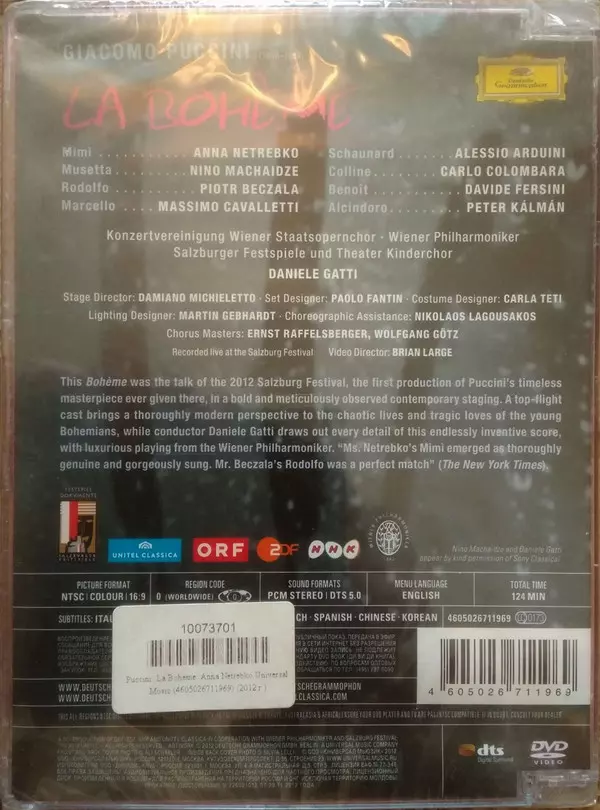 GIACOMO PUCCINI
LA BOHÈME
Deutsche Grammophon
Mimì . . . . . . . . . . . ANNA NETREBKO
Musetta . . . . . . . . NINO MACHAIDZE
Rodolfo . . . . . . . . . PIOTR BECZALA
Marcello . . . . MASSIMO CAVALLETTI
Schaunard . . . . . . . ALESSIO ARDUINI
Colline . . . . . . . . CARLO COLOMBARA
Benoît . . . . . . . . . . . DAVIDE FERSINI
Alcindoro . . . . . . . . . PETER KÁLMÁN
Konzertvereinigung Wiener Staatsopernchor · Wiener Philharmoniker
Salzburger Festspiele und Theater Kinderchor
DANIELE GATTI
Stage Director: DAMIANO MICHIELETTO · Set Designer: PAOLO FANTIN · Costume Designer: CARLA TETI
Lighting Designer: MARTIN GEBHARDT · Choreographic Assistance: NIKOLAOS LAGOUSAKOS
Chorus Masters: ERNST RAFFELSBERGER, WOLFGANG GÖTZ
Recorded live at the Salzburg Festival Video Director: BRIAN LARGE
This Bohème was the talk of the 2012 Salzburg Festival, the first production of Puccini's timeless
masterpiece ever given there, in a bold and meticulously observed contemporary staging. A top-flight
cast brings a thoroughly modern perspective to the chaotic lives and tragic loves of the young
Bohemians, while conductor Daniele Gatti draws out every detail of this endlessly inventive score,
with luxurious playing from the Wiener Philharmoniker. “Ms. Netrebko's Mimì emerged as thoroughly
genuine and gorgeously sung. Mr. Beczala's Rodolfo was a perfect match” (The New York Times).
FESTSPIEL
DOKUMENTE
UNITEL CLASSICA
ORF
ZDF
NHK
WIENER PHILHARMONIKER
Nino Machaidze and Daniele Gatti
appear by kind permission of Sony Classical
PICTURE FORMAT
NTSC | COLOUR | 16:9
REGION CODE
0 (WORLDWIDE)
SOUND FORMATS
PCM STEREO | DTS 5.0
MENU LANGUAGE
ENGLISH
TOTAL TIME
124 MIN
SUBTITLES: ITA
CH · SPANISH · CHINESE · KOREAN
4605026711969
10073701
Puccini. La Boheme. Anna Netrebko. Universal
(4605026711969) (2012 г.)
WWW.DEUTSCH
4 605026 711969
dts
Digital Surround
DVD
VIDEO